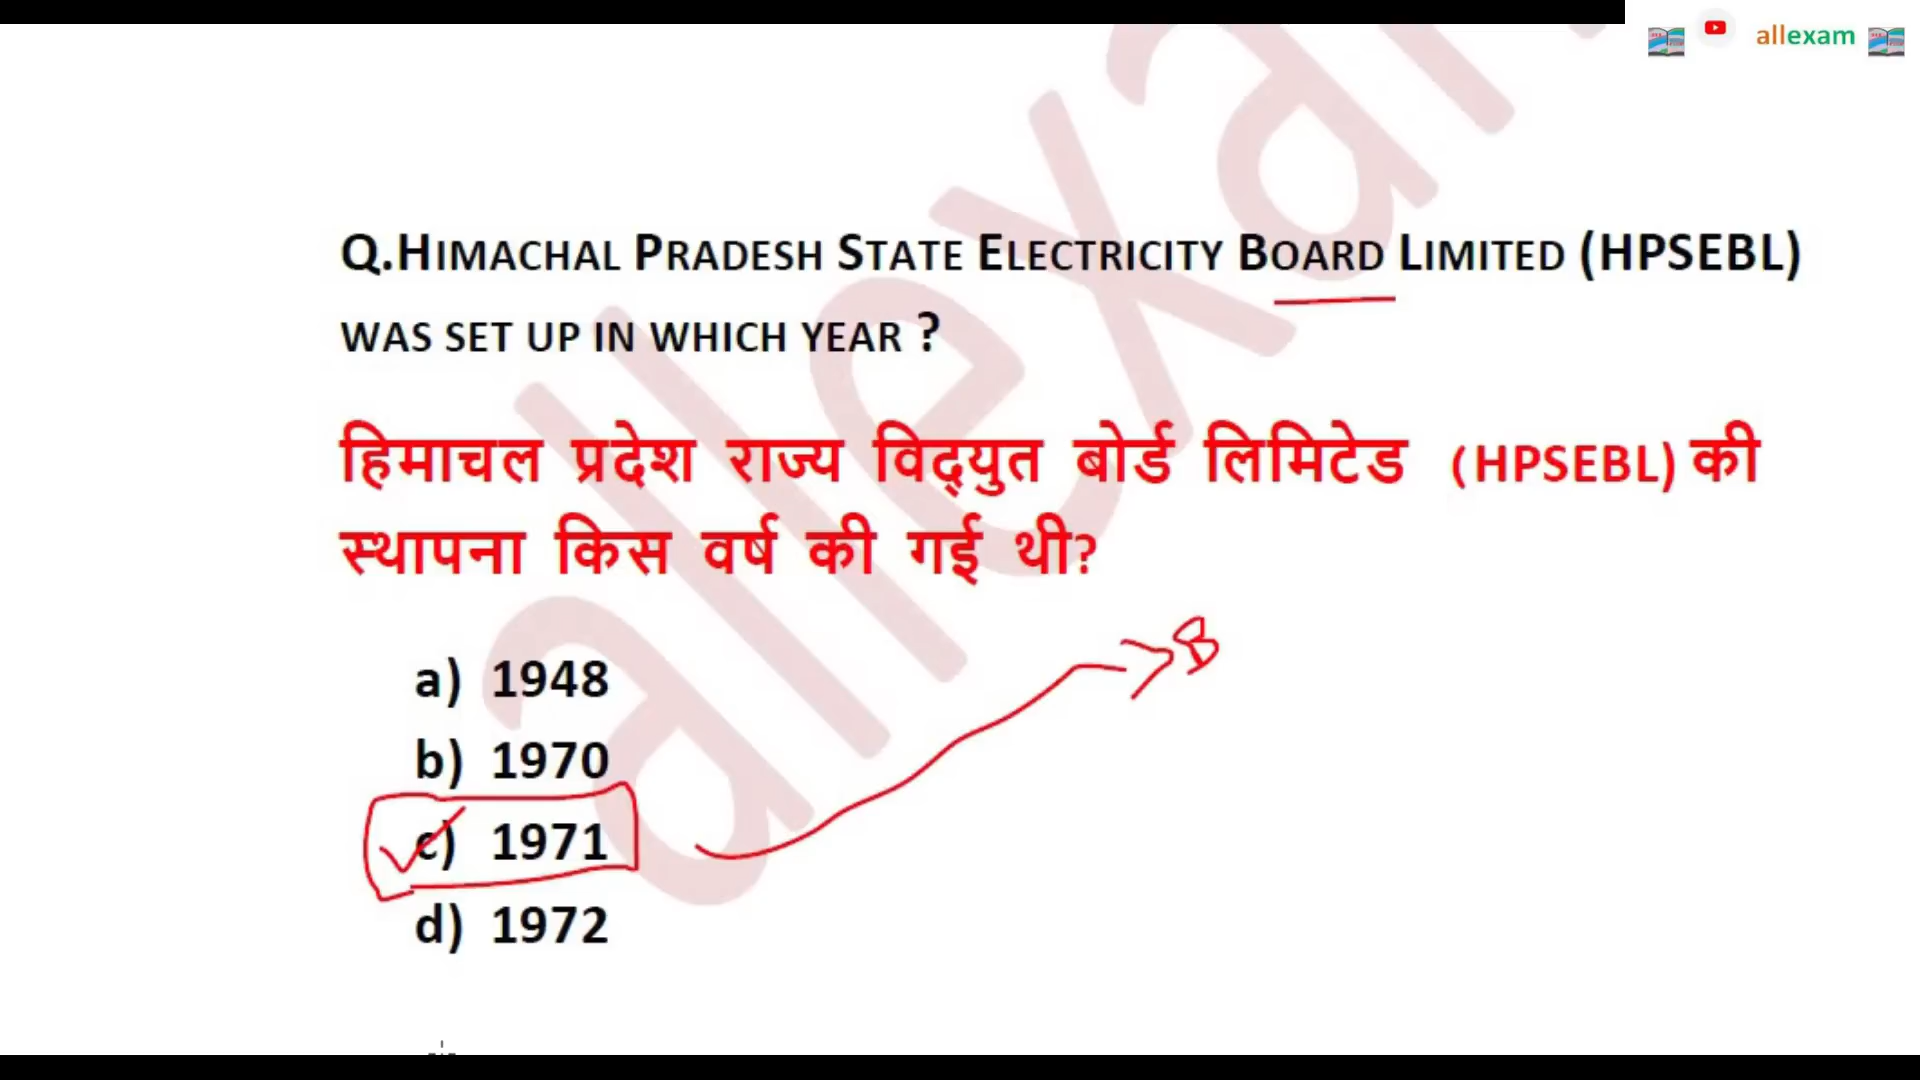 allexam
Q.HIMACHAL PRADESH STATE ELECTRICITY BOARD LIMITED (HPSEBL)
WAS SET UP IN WHICH YEAR ?
हिमाचल प्रदेश राज्य विद्युत बोर्ड लिमिटेड (HPSEBL) की
स्थापना किस वर्ष की गई थी?
a) 1948
b) 1970
c) 1971
d) 1972
B
allexam